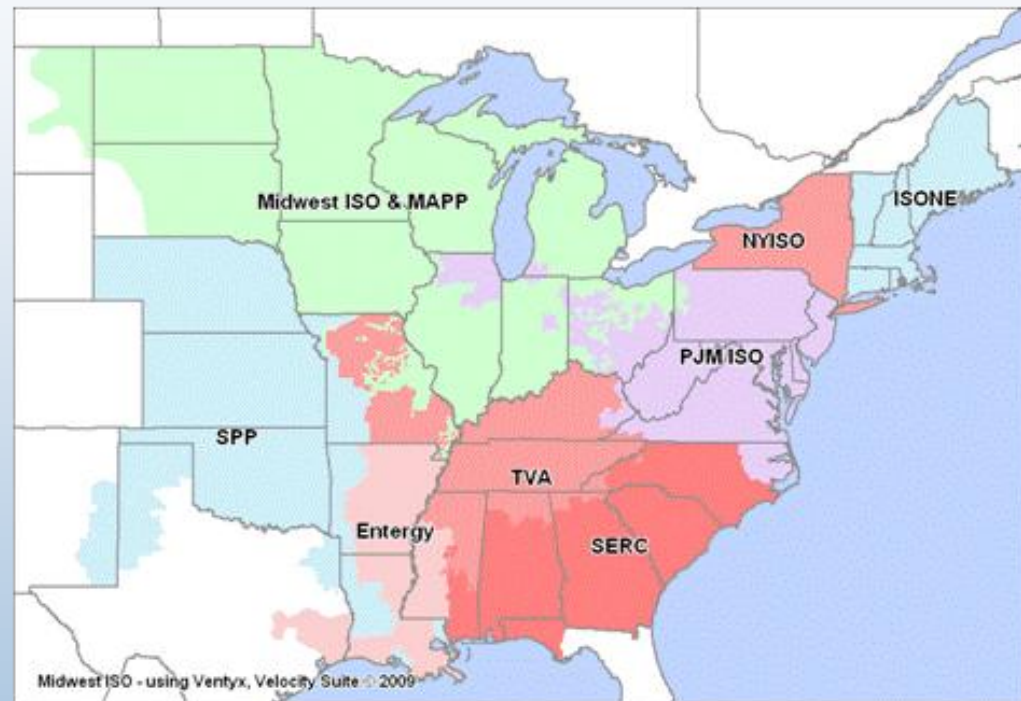 Midwest ISO & MAPP
ISONE
NYISO
PJM ISO
SPP
TVA
Entergy
SERC
Midwest ISO - using Ventyx, Velocity Suite © 2009